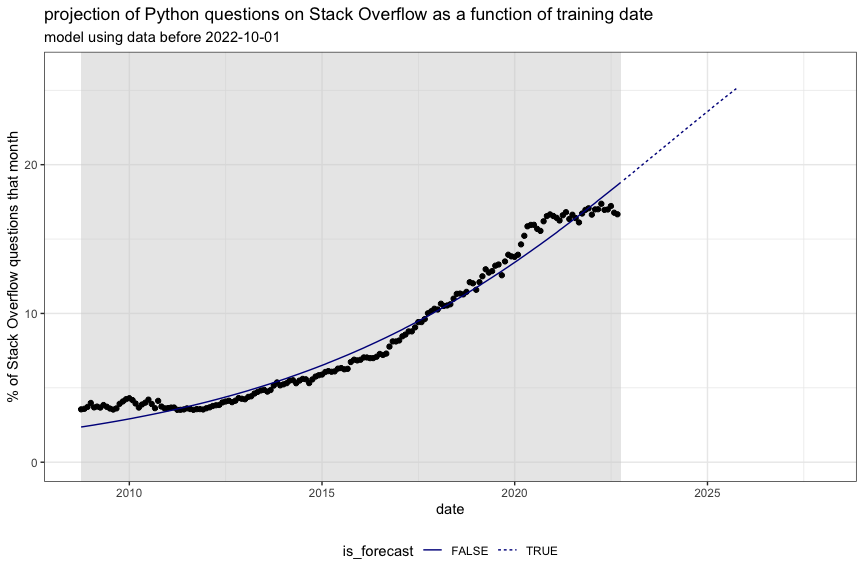 projection of Python questions on Stack Overflow as a function of training date
model using data before 2022-10-01
% of Stack Overflow questions that month
20
10
0
2010 2015 2020 2025
date
is_forecast FALSE TRUE